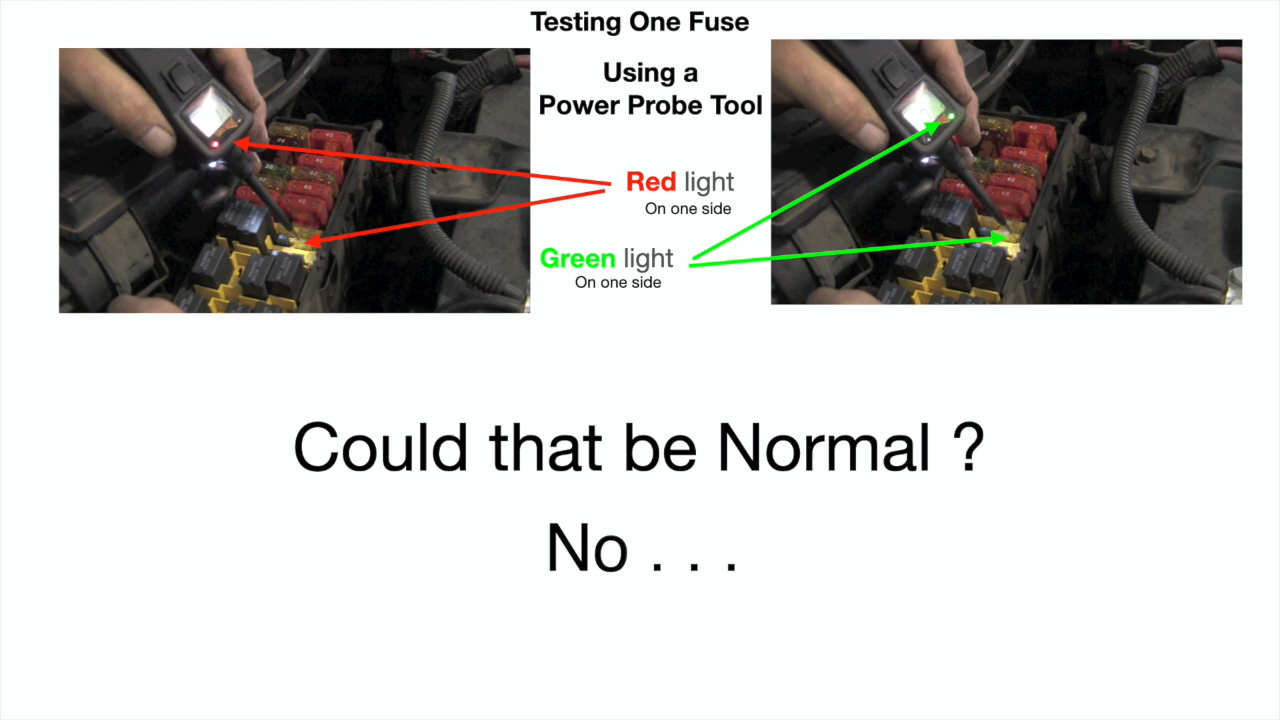 Testing One Fuse
Using a
Power Probe Tool
Red light
On one side
Green light
On one side
Could that be Normal ?
No . . .